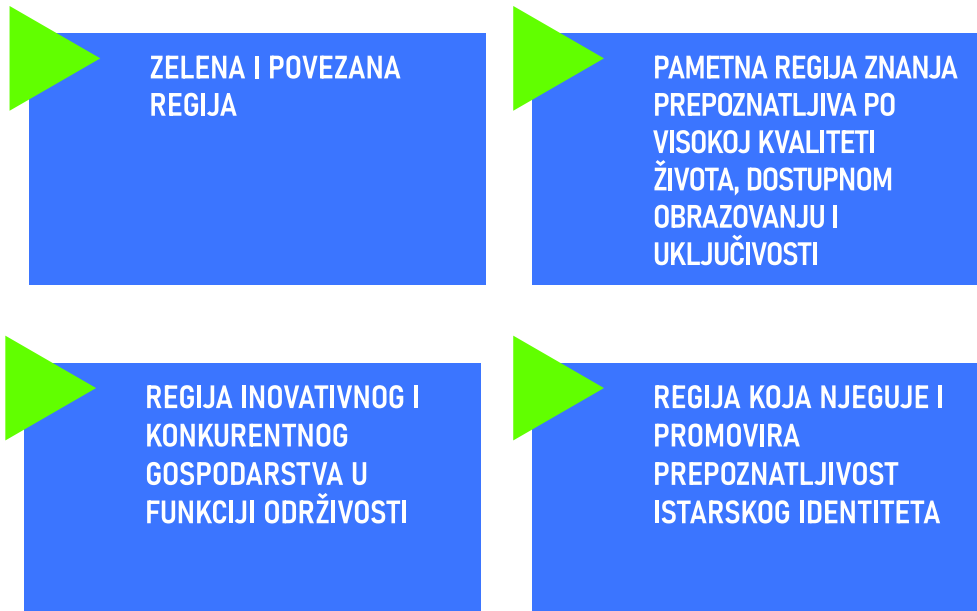 ZELENA I POVEZANA
REGIJA
PAMETNA REGIJA ZNANJA
PREPOZNATLJIVA PO
VISOKOJ KVALITETI
ŽIVOTA, DOSTUPNOM
OBRAZOVANJU I
UKLJUČIVOSTI
REGIJA INOVATIVNOG I
KONKURENTNOG
GOSPODARSTVA U
FUNKCIJI ODRŽIVOSTI
REGIJA KOJA NJEGUJE I
PROMOVIRA
PREPOZNATLJIVOST
ISTARSKOG IDENTITETA